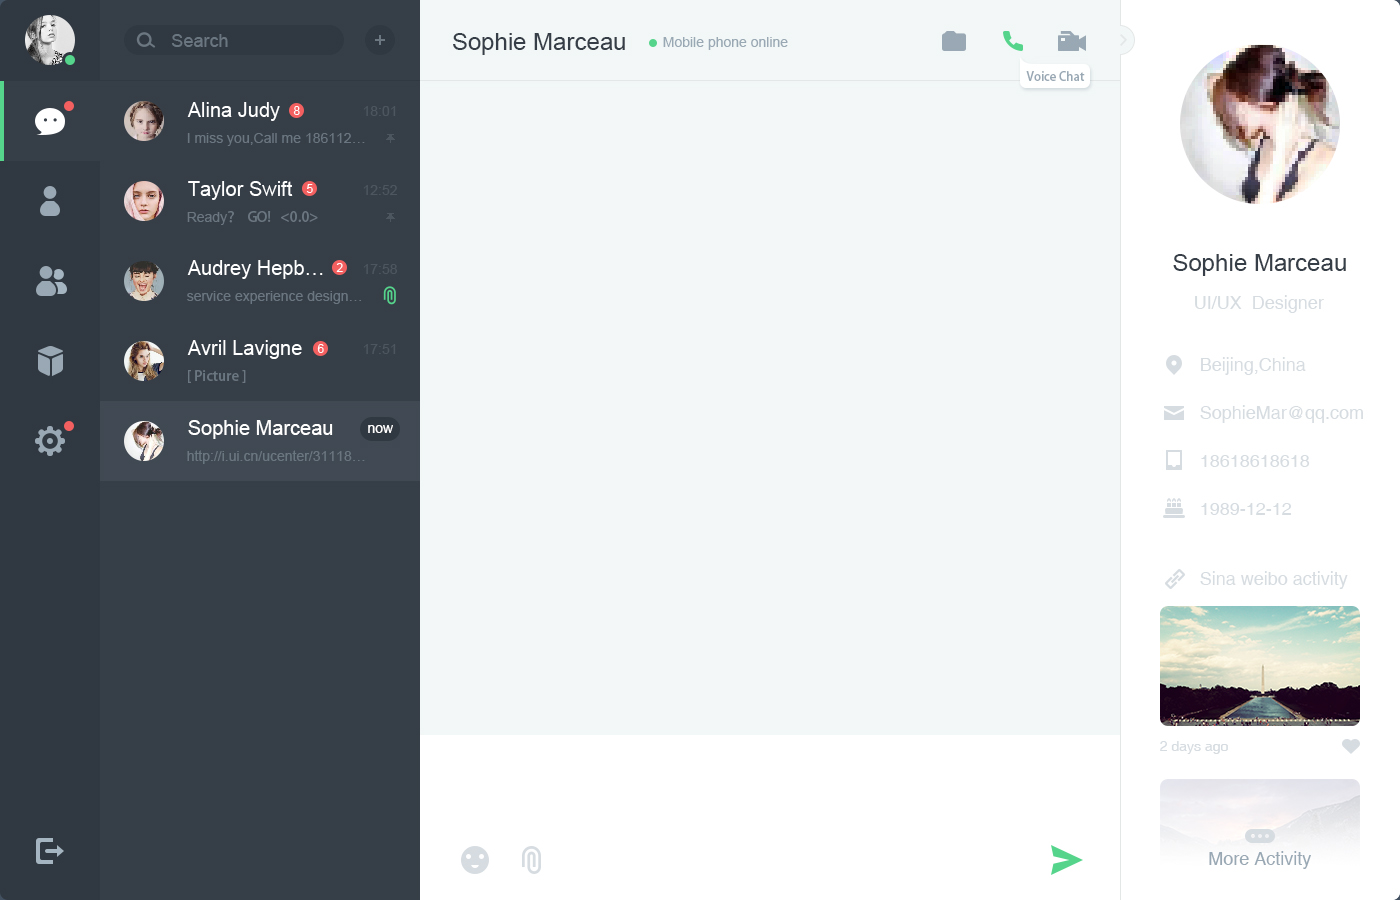 Search
+
Sophie Marceau
Mobile phone online
Voice Chat
Alina Judy 8 18:01
I miss you,Call me 186112...
Taylor Swift 5 12:52
Ready? GO! <0.0>
Audrey Hepb... 2 17:58
service experience design...
Avril Lavigne 6 17:51
[ Picture ]
Sophie Marceau now
http://i.ui.cn/ucenter/31118...
Sophie Marceau
UI/UX Designer
Beijing,China
SophieMar@qq.com
18618618618
1989-12-12
Sina weibo activity
2 days ago
More Activity